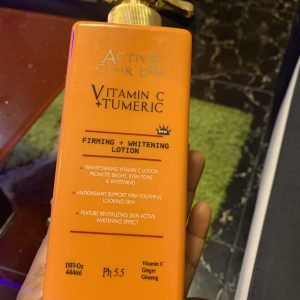 ACTIVE
VITAMIN C
+TUMERIC
FIRMING + WHITENING
LOTION
- TRANSFORMING VITAMIN C LOTION
PROMOTE BRIGHT, EVEN TONE
& WHITENING
- ANTIOXIDANT SUPPORT FIRM YOUTHFUL
LOOKING SKIN
- FEATURE REVITALIZING SKIN ACTIVE
WHITENING EFFECT
15Fl-Oz
444ml
Ph 5.5
Vitamin C
Ginger
Ginseng